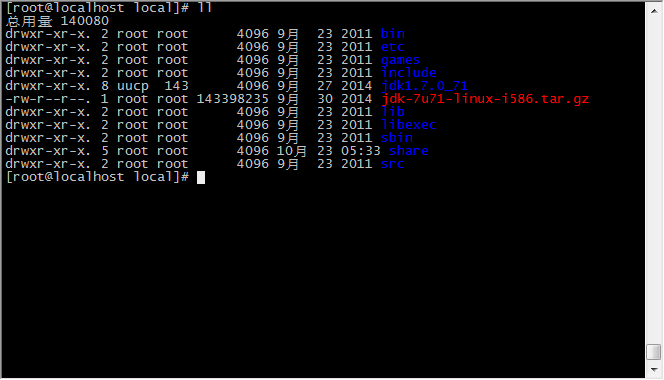 [root@localhost local]# ll
总用量 140080
drwxr-xr-x. 2 root root      4096 9月  23 2011 bin
drwxr-xr-x. 2 root root      4096 9月  23 2011 etc
drwxr-xr-x. 2 root root      4096 9月  23 2011 games
drwxr-xr-x. 2 root root      4096 9月  23 2011 include
drwxr-xr-x. 8 uucp  143      4096 9月  27 2014 jdk1.7.0_71
-rw-r--r--. 1 root root 143398235 9月  30 2014 jdk-7u71-linux-i586.tar.gz
drwxr-xr-x. 2 root root      4096 9月  23 2011 lib
drwxr-xr-x. 2 root root      4096 9月  23 2011 libexec
drwxr-xr-x. 2 root root      4096 9月  23 2011 sbin
drwxr-xr-x. 5 root root      4096 10月 23 05:33 share
drwxr-xr-x. 2 root root      4096 9月  23 2011 src
[root@localhost local]#